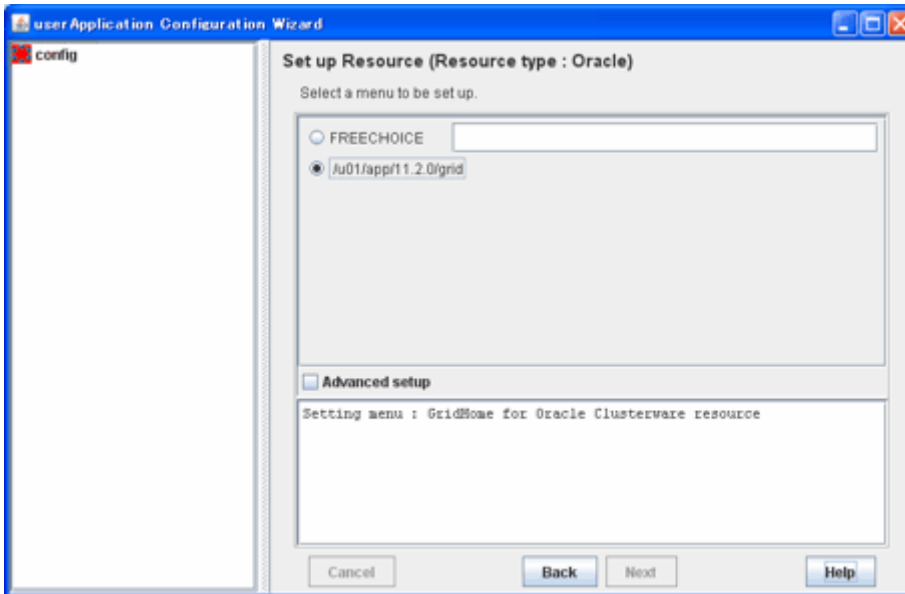 userApplication Configuration Wizard
config
Set up Resource (Resource type : Oracle)
Select a menu to be set up.
FREECHOICE
/u01/app/11.2.0/grid
Advanced setup
Setting menu : GridHome for Oracle Clusterware resource
Cancel
Back
Next
Help